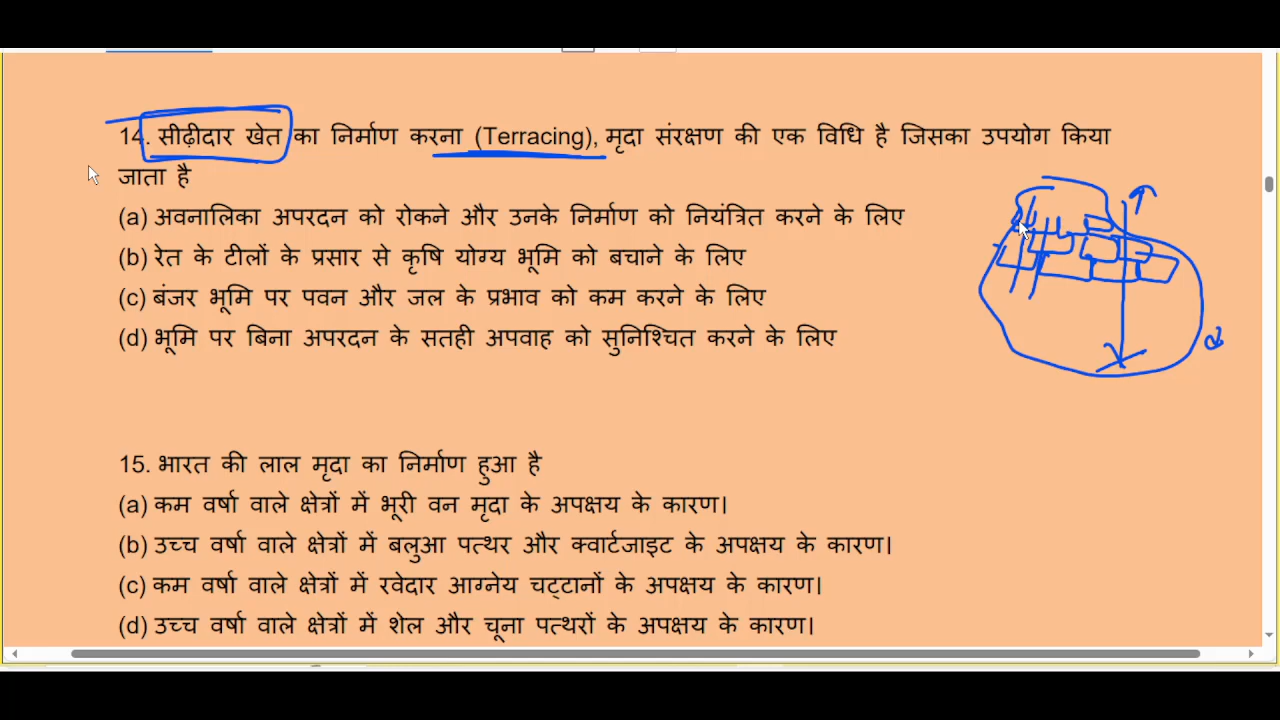 14. सीढ़ीदार खेत का निर्माण करना (Terracing), मृदा संरक्षण की एक विधि है जिसका उपयोग किया
जाता है
(a) अवनालिका अपरदन को रोकने और उनके निर्माण को नियंत्रित करने के लिए
(b) रेत के टीलों के प्रसार से कृषि योग्य भूमि को बचाने के लिए
(c) बंजर भूमि पर पवन और जल के प्रभाव को कम करने के लिए
(d) भूमि पर बिना अपरदन के सतही अपवाह को सुनिश्चित करने के लिए
15. भारत की लाल मृदा का निर्माण हुआ है
(a) कम वर्षा वाले क्षेत्रों में भूरी वन मृदा के अपक्षय के कारण।
(b) उच्च वर्षा वाले क्षेत्रों में बलुआ पत्थर और क्वार्टजाइट के अपक्षय के कारण।
(c) कम वर्षा वाले क्षेत्रों में रवेदार आग्नेय चट्टानों के अपक्षय के कारण।
(d) उच्च वर्षा वाले क्षेत्रों में शेल और चूना पत्थरों के अपक्षय के कारण।